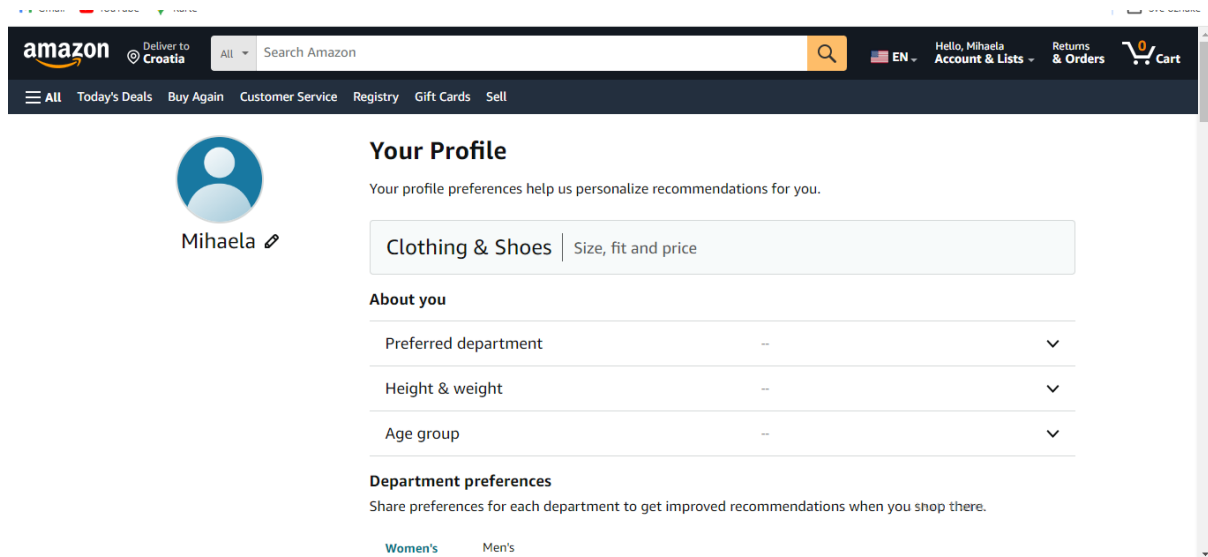 amazon
Deliver to
Croatia
All
Search Amazon
EN
Hello, Mihaela
Account & Lists
Returns
& Orders
0
Cart
All Today's Deals Buy Again Customer Service Registry Gift Cards Sell
Mihaela
Your Profile
Your profile preferences help us personalize recommendations for you.
Clothing & Shoes | Size, fit and price
About you
Preferred department --
Height & weight --
Age group --
Department preferences
Share preferences for each department to get improved recommendations when you shop there.
Women's Men's